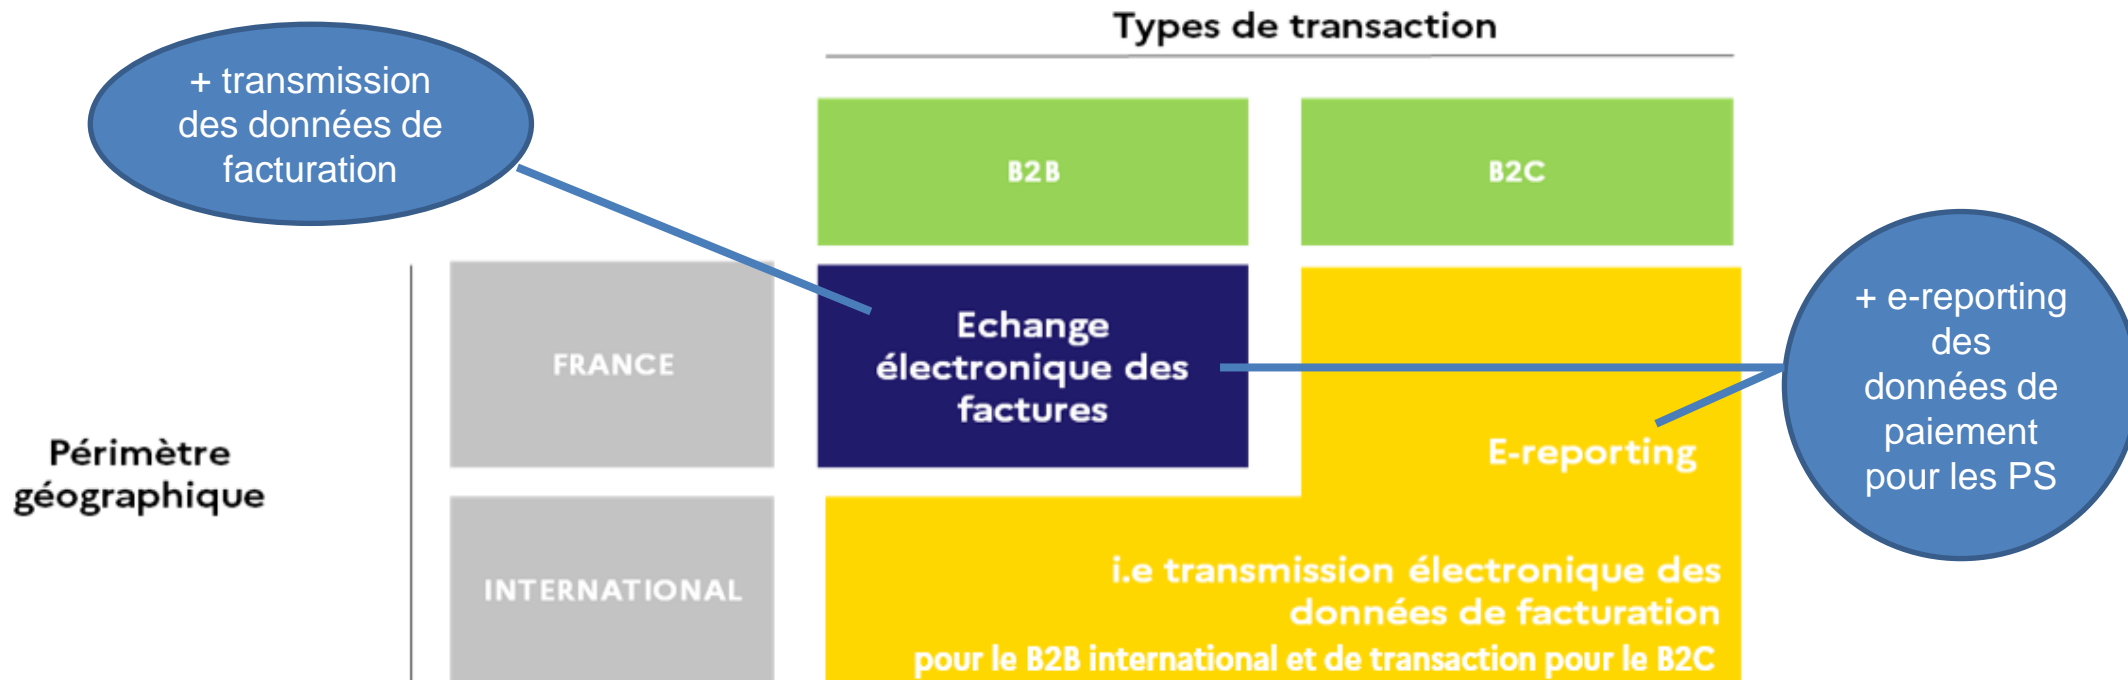 Types de transaction
+ transmission
des données de
facturation
B2B
B2C
FRANCE
Echange
électronique des
factures
+ e-reporting
des
données de
paiement
pour les PS
Périmètre
géographique
E-reporting
INTERNATIONAL
i.e transmission électronique des
données de facturation
pour le B2B international et de transaction pour le B2C